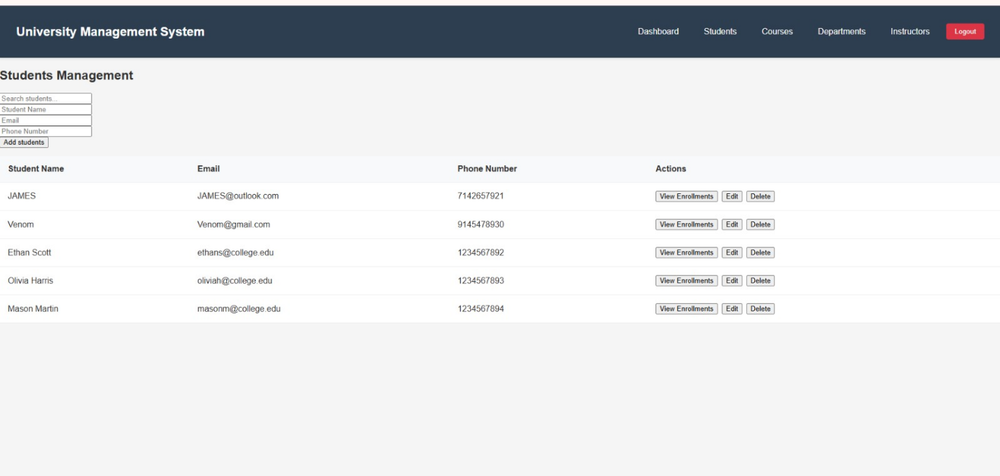 University Management System Dashboard Students Courses Departments Instructors Logout
Students Management
Search students...
Student Name
Email
Phone Number
Add students
Student Name Email Phone Number Actions
JAMES JAMES@outlook.com 7142657921 View Enrollments Edit Delete
Venom Venom@gmail.com 9145478930 View Enrollments Edit Delete
Ethan Scott ethans@college.edu 1234567892 View Enrollments Edit Delete
Olivia Harris oliviah@college.edu 1234567893 View Enrollments Edit Delete
Mason Martin masonm@college.edu 1234567894 View Enrollments Edit Delete